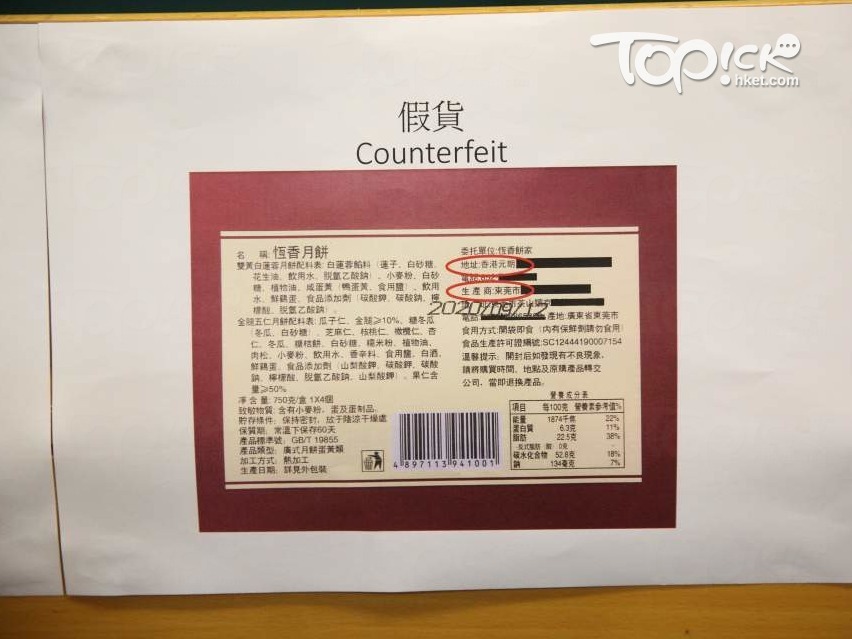 TOPick
hket.com
假貨
Counterfeit
名 稱:恆香月餅
雙黃白蓮蓉月餅配料表: 白蓮蓉餡料(蓮子、白砂糖、
花生油、飲用水、脫氫乙酸鈉)、小麥粉、白砂
糖、植物油、咸蛋黃(鴨蛋黃、食用鹽)、飲用
水、鮮鷄蛋、食品添加劑(碳酸鉀、碳酸鈉、檸
檬酸、脫氫乙酸鈉)。
金腿五仁月餅配料表: 瓜子仁、金腿≥10%、糖冬瓜
(冬瓜、白砂糖)、芝麻仁、核桃仁、橄欖仁、杏
仁、冬瓜、糖桔餅、白砂糖、糯米粉、植物油、
肉松、小麥粉、飲用水、香辛料、食用鹽、白酒、
鮮鷄蛋、食品添加劑(山梨酸鉀、碳酸鉀、碳酸
鈉、檸檬酸、脫氫乙酸鈉、山梨酸鉀)。果仁含
量≥50%
凈 含 量: 750克/盒 1X4個
致敏物質: 含有小麥粉、蛋及蛋制品。
貯存條件: 保持密封, 放于陰涼干燥處
保質期: 常溫下保存60天
產品標準號: GB/T 19855
產品類型: 廣式月餅蛋黃類
加工方式: 熱加工
生產日期: 詳見外包裝
4 897113 941001
委托單位:恆香餅家
地址:香港元朗
生 產 商:東莞市
2020/09/27
電話 產地:廣東省東莞市
食用方式:開袋即食(內有保鮮劑請勿食用)
食品生產許可證編號:SC12444190007154
溫馨提示: 開封后如發現有不良現象,
請將購買時間、地點及原購產品轉交
公司, 當即退換產品。
營 養 成 分 表
項目 每100克 營養素參考值%
能量 1874千焦 22%
蛋白質 6.3克 11%
脂肪 22.5克 38%
-反式脂肪 0克
碳水化合物 52.8克 18%
鈉 134毫克 7%